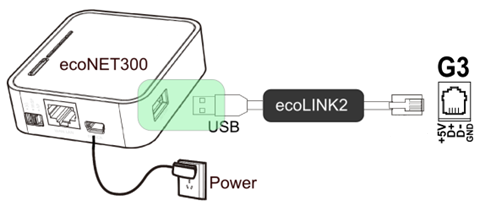 ecoNET300
USB
ecoLINK2
G3
+5V
D+
D-
GND
Power